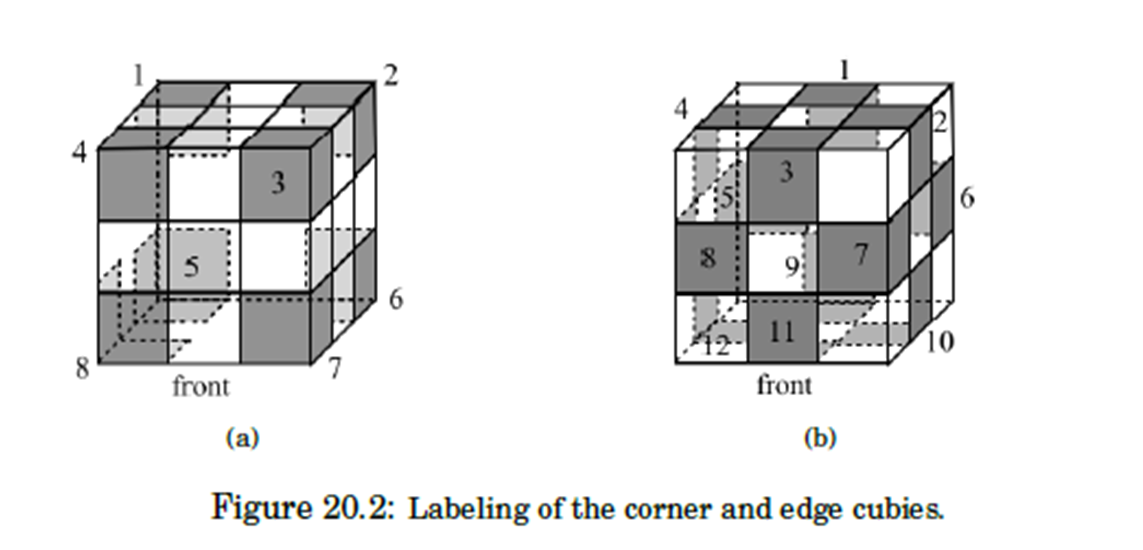 1 2 1
4 4 2
3 3
5 6
5 8 9 7
6 11 10
8 7 12
front front
(a) (b)
Figure 20.2: Labeling of the corner and edge cubies.